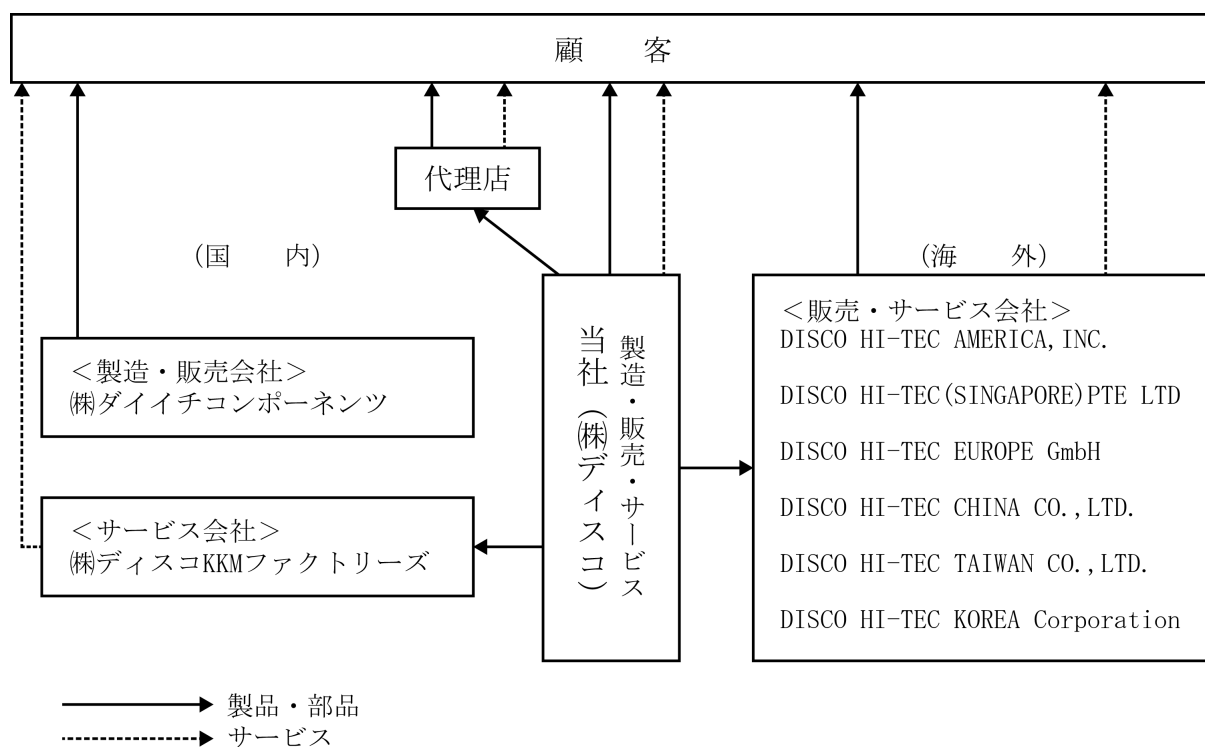 顧　　客
代理店
（国　　内）
（海　　外）
＜製造・販売会社＞
㈱ダイイチコンポーネンツ
＜サービス会社＞
㈱ディスコKKMファクトリーズ
製造・販売・サービス
当社（㈱ディスコ）
＜販売・サービス会社＞
DISCO HI-TEC AMERICA,INC.
DISCO HI-TEC(SINGAPORE)PTE LTD
DISCO HI-TEC EUROPE GmbH
DISCO HI-TEC CHINA CO.,LTD.
DISCO HI-TEC TAIWAN CO.,LTD.
DISCO HI-TEC KOREA Corporation
製品・部品
サービス